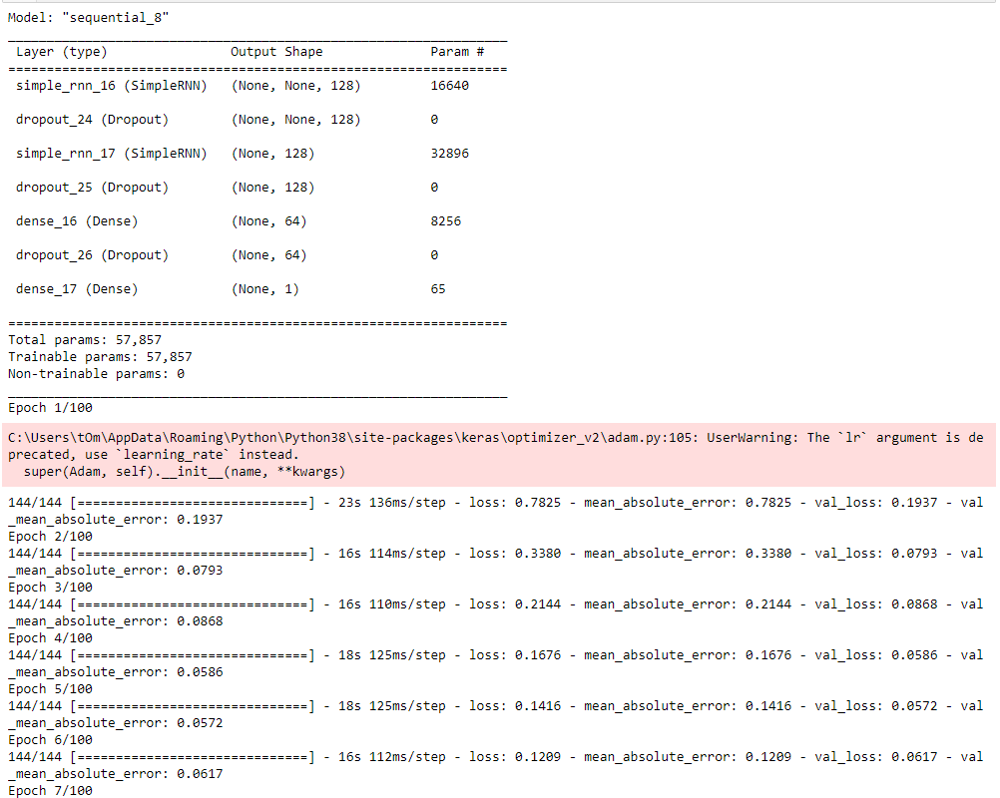 Model: "sequential_8"
_________________________________________________________________
Layer (type) Output Shape Param #
=================================================================
simple_rnn_16 (SimpleRNN) (None, None, 128) 16640
dropout_24 (Dropout) (None, None, 128) 0
simple_rnn_17 (SimpleRNN) (None, 128) 32896
dropout_25 (Dropout) (None, 128) 0
dense_16 (Dense) (None, 64) 8256
dropout_26 (Dropout) (None, 64) 0
dense_17 (Dense) (None, 1) 65
=================================================================
Total params: 57,857
Trainable params: 57,857
Non-trainable params: 0
_________________________________________________________________
Epoch 1/100
C:\Users\tOm\AppData\Roaming\Python\Python38\site-packages\keras\optimizer_v2\adam.py:105: UserWarning: The `lr` argument is de
precated, use `learning_rate` instead.
super(Adam, self).__init__(name, **kwargs)
144/144 [==============================] - 23s 136ms/step - loss: 0.7825 - mean_absolute_error: 0.7825 - val_loss: 0.1937 - val
_mean_absolute_error: 0.1937
Epoch 2/100
144/144 [==============================] - 16s 114ms/step - loss: 0.3380 - mean_absolute_error: 0.3380 - val_loss: 0.0793 - val
_mean_absolute_error: 0.0793
Epoch 3/100
144/144 [==============================] - 16s 110ms/step - loss: 0.2144 - mean_absolute_error: 0.2144 - val_loss: 0.0868 - val
_mean_absolute_error: 0.0868
Epoch 4/100
144/144 [==============================] - 18s 125ms/step - loss: 0.1676 - mean_absolute_error: 0.1676 - val_loss: 0.0586 - val
_mean_absolute_error: 0.0586
Epoch 5/100
144/144 [==============================] - 18s 125ms/step - loss: 0.1416 - mean_absolute_error: 0.1416 - val_loss: 0.0572 - val
_mean_absolute_error: 0.0572
Epoch 6/100
144/144 [==============================] - 16s 112ms/step - loss: 0.1209 - mean_absolute_error: 0.1209 - val_loss: 0.0617 - val
_mean_absolute_error: 0.0617
Epoch 7/100